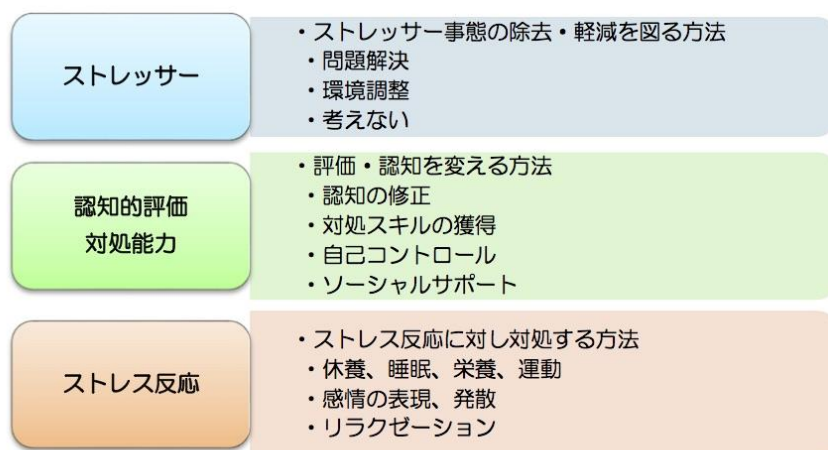 ストレッサー
・ストレッサー事態の除去・軽減を図る方法
・問題解決
・環境調整
・考えない
認知的評価
対処能力
・評価・認知を変える方法
・認知の修正
・対処スキルの獲得
・自己コントロール
・ソーシャルサポート
ストレス反応
・ストレス反応に対し対処する方法
・休養、睡眠、栄養、運動
・感情の表現、発散
・リラクゼーション